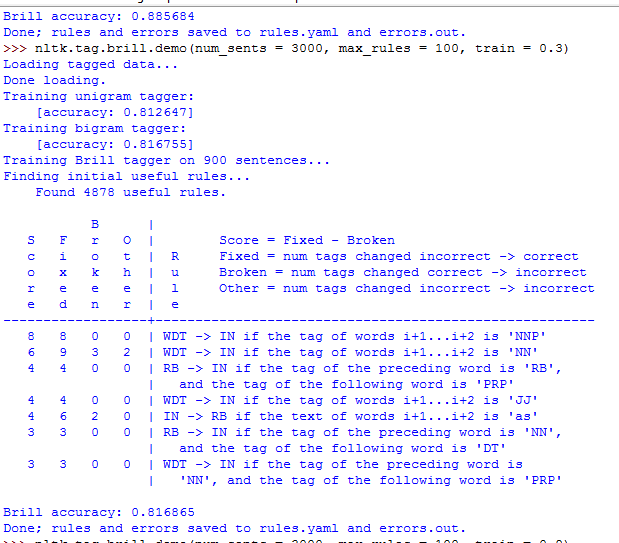 Brill accuracy: 0.885684
Done; rules and errors saved to rules.yaml and errors.out.
>>> nltk.tag.brill.demo(num_sents = 3000, max_rules = 100, train = 0.3)
Loading tagged data...
Done loading.
Training unigram tagger:
    [accuracy: 0.812647]
Training bigram tagger:
    [accuracy: 0.816755]
Training Brill tagger on 900 sentences...
Finding initial useful rules...
    Found 4878 useful rules.
           B      |
   S   F   r   O  |        Score = Fixed - Broken
   c   i   o   t  |  R     Fixed = num tags changed incorrect -> correct
   o   x   k   h  |  u     Broken = num tags changed correct -> incorrect
   r   e   e   e  |  l     Other = num tags changed incorrect -> incorrect
   e   d   n   r  |  e
------------------+-------------------------------------------------------
   8   8   0   0  | WDT -> IN if the tag of words i+1...i+2 is 'NNP'
   6   9   3   2  | WDT -> IN if the tag of words i+1...i+2 is 'NN'
   4   4   0   0  | RB -> IN if the tag of the preceding word is 'RB',
                  |   and the tag of the following word is 'PRP'
   4   4   0   0  | WDT -> IN if the tag of words i+1...i+2 is 'JJ'
   4   6   2   0  | IN -> RB if the text of words i+1...i+2 is 'as'
   3   3   0   0  | RB -> IN if the tag of the preceding word is 'NN',
                  |   and the tag of the following word is 'DT'
   3   3   0   0  | WDT -> IN if the tag of the preceding word is
                  |   'NN', and the tag of the following word is 'PRP'
Brill accuracy: 0.816865
Done; rules and errors saved to rules.yaml and errors.out.